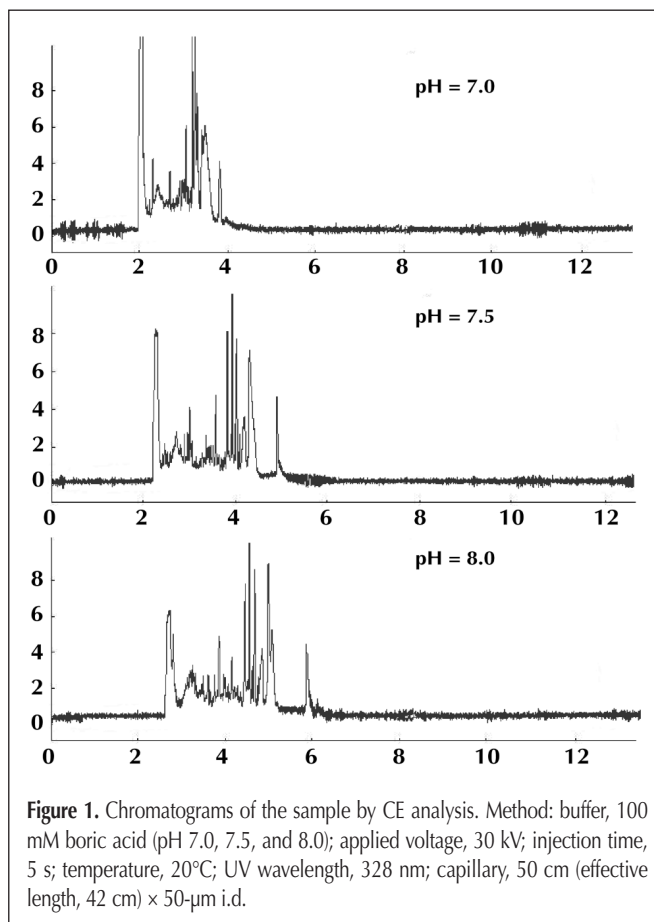 8
6
4
2
0
pH = 7.0
0 2 4 6 8 10 12
8
6
4
2
0
pH = 7.5
0 2 4 6 8 10 12
8
6
4
2
0
pH = 8.0
0 2 4 6 8 10 12
Figure 1. Chromatograms of the sample by CE analysis. Method: buffer, 100
mM boric acid (pH 7.0, 7.5, and 8.0); applied voltage, 30 kV; injection time,
5 s; temperature, 20°C; UV wavelength, 328 nm; capillary, 50 cm (effective
length, 42 cm) × 50-μm i.d.